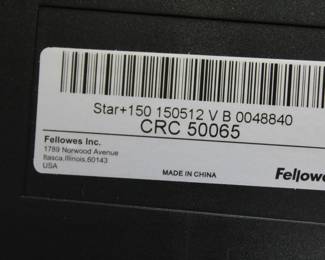 Star+150 150512 V B 0048840
CRC 50065
Fellowes Inc.
1789 Norwood Avenue
Itasca,Illinois,60143
USA
MADE IN CHINA
Fellowes